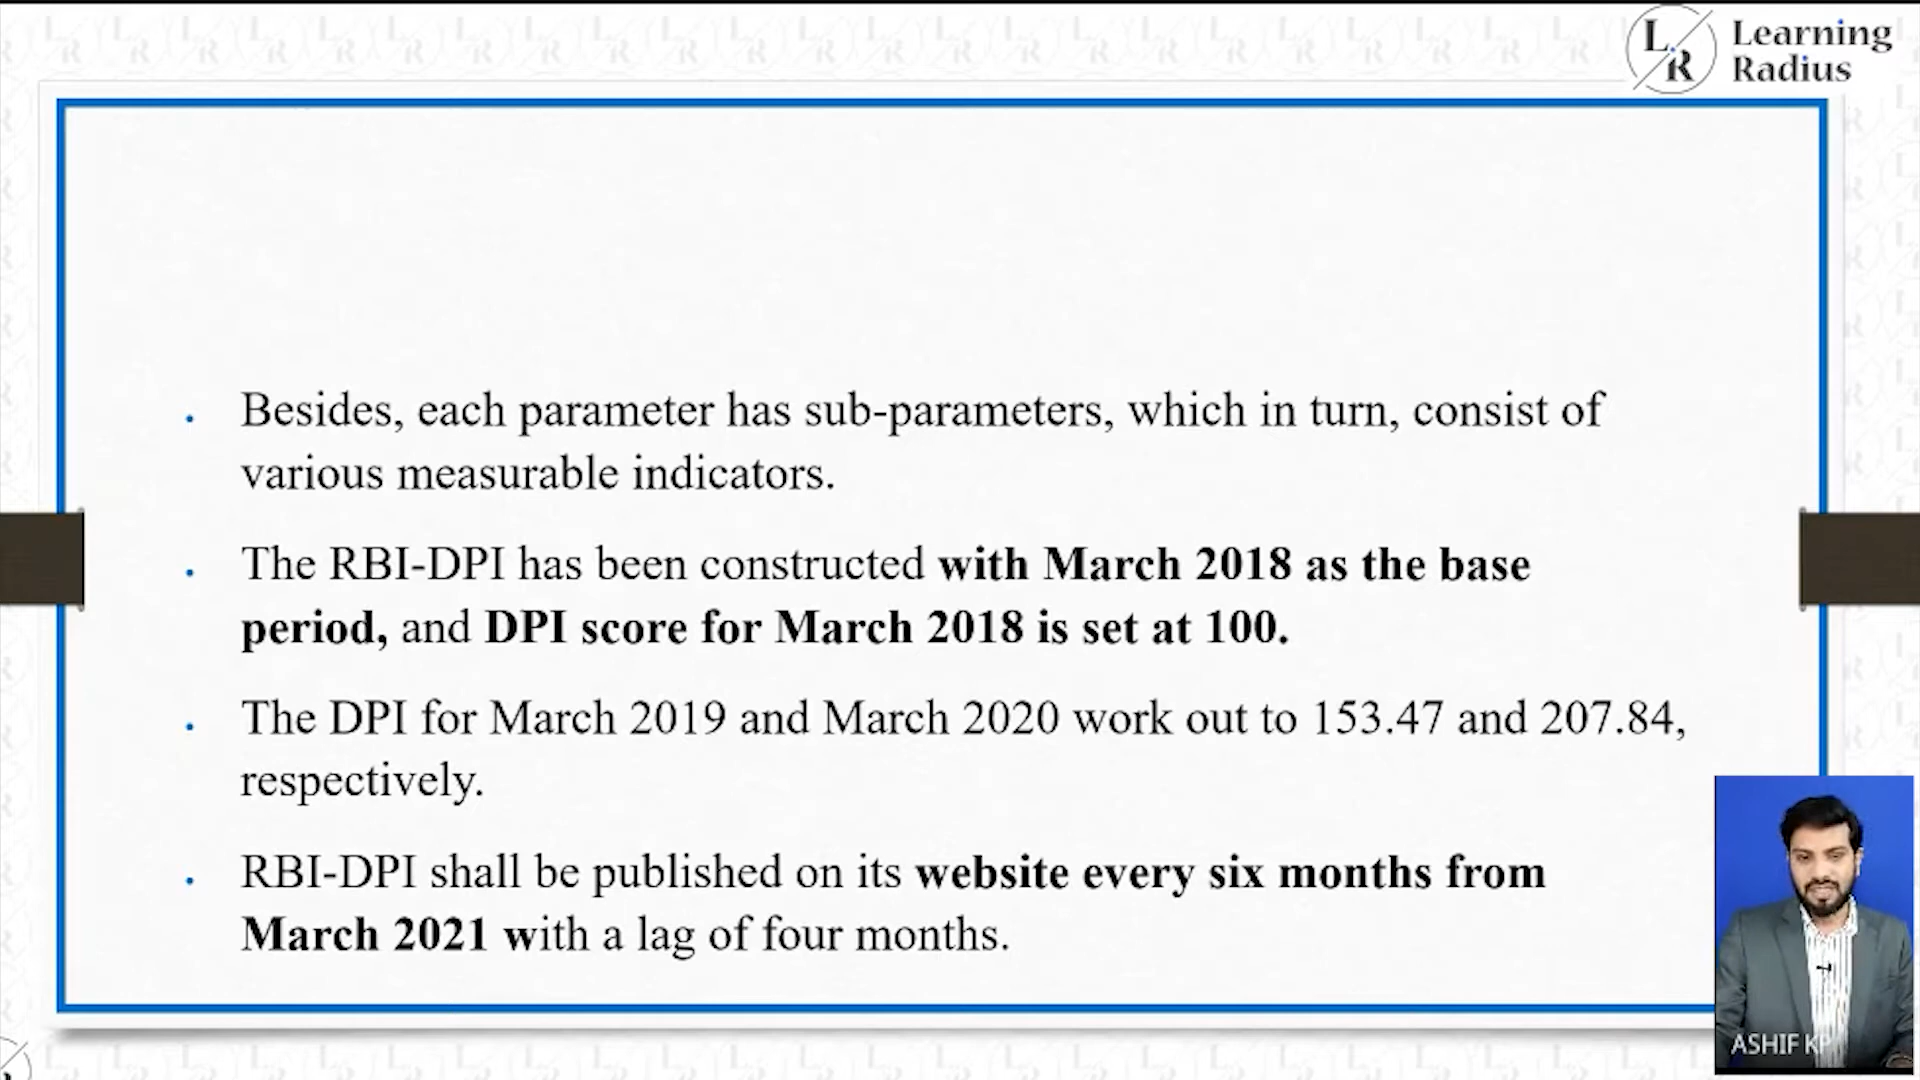 L
R
Learning
Radius
Besides, each parameter has sub-parameters, which in turn, consist of
various measurable indicators.
The RBI-DPI has been constructed with March 2018 as the base
period, and DPI score for March 2018 is set at 100.
The DPI for March 2019 and March 2020 work out to 153.47 and 207.84,
respectively.
RBI-DPI shall be published on its website every six months from
March 2021 with a lag of four months.
ASHIF KP